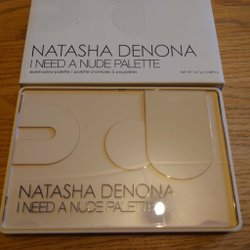 NATASHA DENONA
I NEED A NUDE PALETTE
eyeshadow palette / palette d'ombres à paupières
NATASHA DENONA
I NEED A NUDE PALETTE